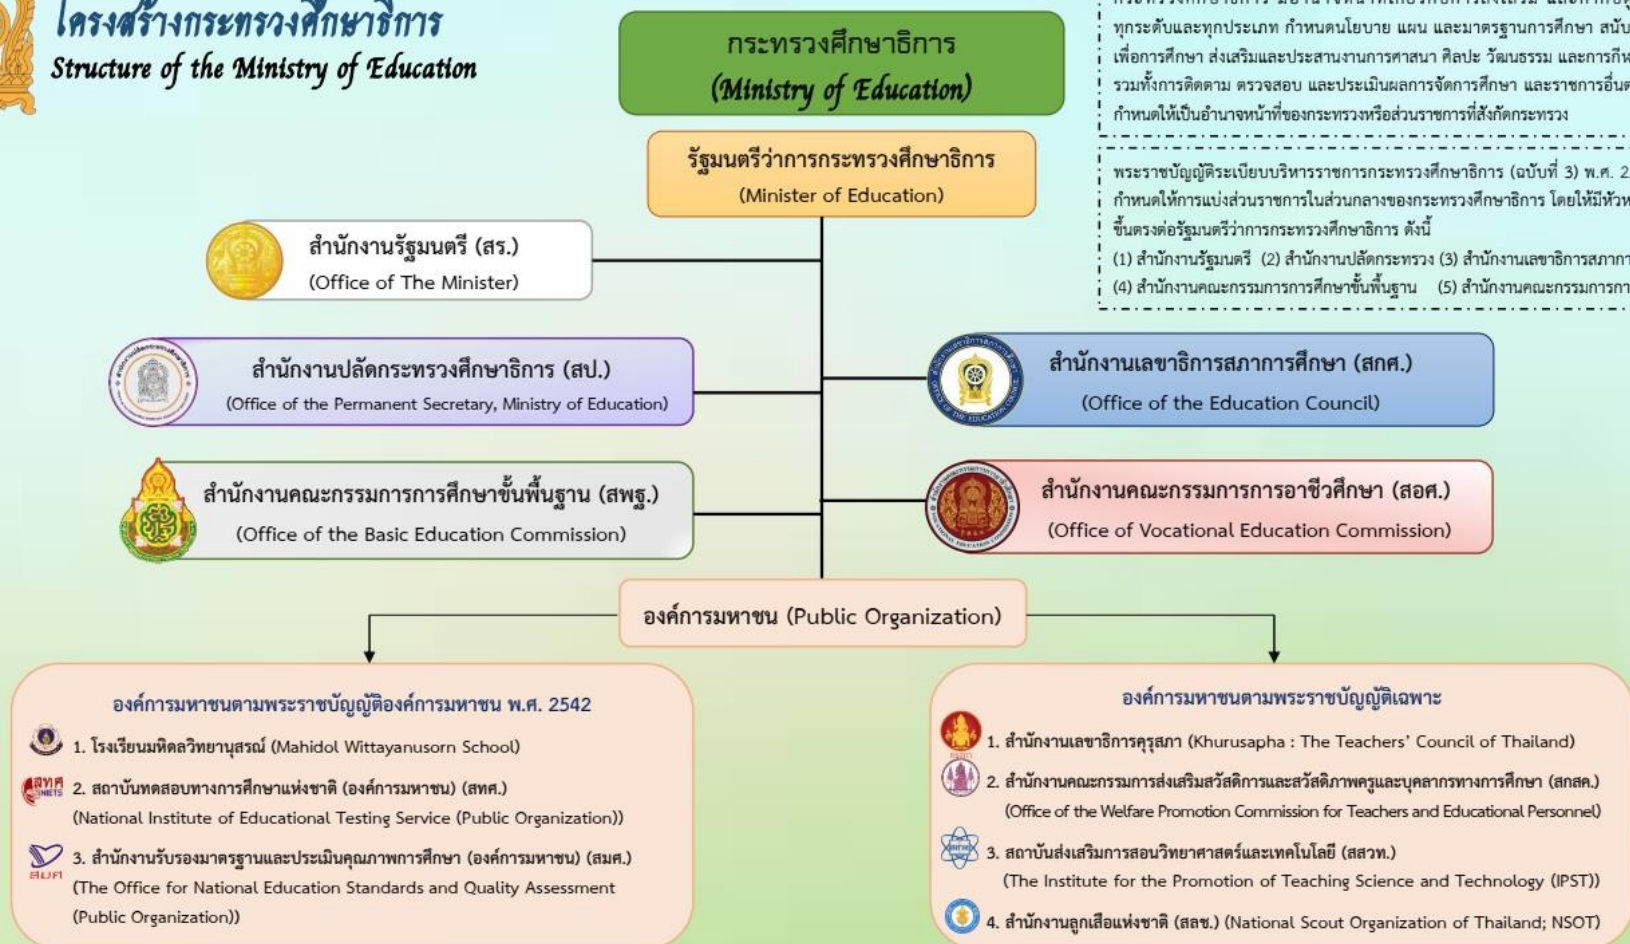 โครงสร้างกระทรวงศึกษาธิการ
Structure of the Ministry of Education
กระทรวงศึกษาธิการ
(Ministry of Education)
ทุกระดับและทุกประเภท กำหนดนโยบาย แผน และมาตรฐานการศึกษา
เพื่อการศึกษา ส่งเสริมและประสานงานการศาสนา ศิลปะ วัฒนธรรม และการกีฬ
รวมทั้งการติดตาม ตรวจสอบ และประเมินผลการจัดการศึกษา และราชการอื่นต
กำหนดให้เป็นอำนาจหน้าที่ของกระทรวงหรือส่วนราชการที่สังกัดกระทรวง
พระราชบัญญัติระเบียบบริหารราชการกระทรวงศึกษาธิการ (ฉบับที่ 3) พ.ศ. 2
กำหนดให้การแบ่งส่วนราชการในส่วนกลางของกระทรวงศึกษาธิการ โดยให้มีหัวห
ขึ้นตรงต่อรัฐมนตรีว่าการกระทรวงศึกษาธิการ ดังนี้
(1) สำนักงานรัฐมนตรี (2) สำนักงานปลัดกระทรวง (3) สำนักงานเลขาธิการสภากา
(4) สำนักงานคณะกรรมการการศึกษาขั้นพื้นฐาน (5) สำนักงานคณะกรรมการกา
รัฐมนตรีว่าการกระทรวงศึกษาธิการ
(Minister of Education)
สำนักงานรัฐมนตรี (สร.)
(Office of The Minister)
สำนักงานปลัดกระทรวงศึกษาธิการ (สป.)
(Office of the Permanent Secretary, Ministry of Education)
สำนักงานเลขาธิการสภาการศึกษา (สกศ.)
(Office of the Education Council)
สำนักงานคณะกรรมการการศึกษาขั้นพื้นฐาน (สพฐ.)
(Office of the Basic Education Commission)
สำนักงานคณะกรรมการการอาชีวศึกษา (สอศ.)
(Office of Vocational Education Commission)
องค์การมหาชน (Public Organization)
องค์การมหาชนตามพระราชบัญญัติองค์การมหาชน พ.ศ. 2542
1. โรงเรียนมหิดลวิทยานุสรณ์ (Mahidol Wittayanusorn School)
2. สถาบันทดสอบทางการศึกษาแห่งชาติ (องค์การมหาชน) (สทศ.)
(National Institute of Educational Testing Service (Public Organization))
3. สำนักงานรับรองมาตรฐานและประเมินคุณภาพการศึกษา (องค์การมหาชน) (สมศ.)
(The Office for National Education Standards and Quality Assessment
(Public Organization))
องค์การมหาชนตามพระราชบัญญัติเฉพาะ
1. สำนักงานเลขาธิการคุรุสภา (Khurusapha : The Teachers' Council of Thailand)
2. สำนักงานคณะกรรมการส่งเสริมสวัสดิการและสวัสดิภาพครูและบุคลากรทางการศึกษา (สกสค.)
(Office of the Welfare Promotion Commission for Teachers and Educational Personnel)
3. สถาบันส่งเสริมการสอนวิทยาศาสตร์และเทคโนโลยี (สสวท.)
(The Institute for the Promotion of Teaching Science and Technology (IPST))
4. สำนักงานลูกเสือแห่งชาติ (สลช.) (National Scout Organization of Thailand; NSOT)